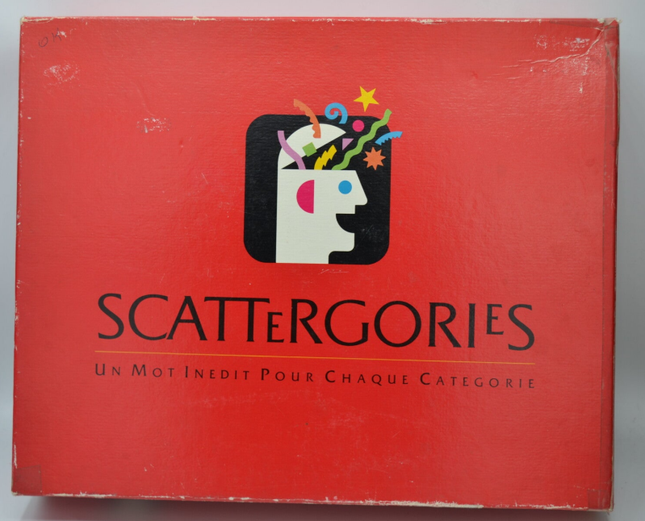 SCATTERGORIES
UN MOT INEDIT POUR CHAQUE CATEGORIE